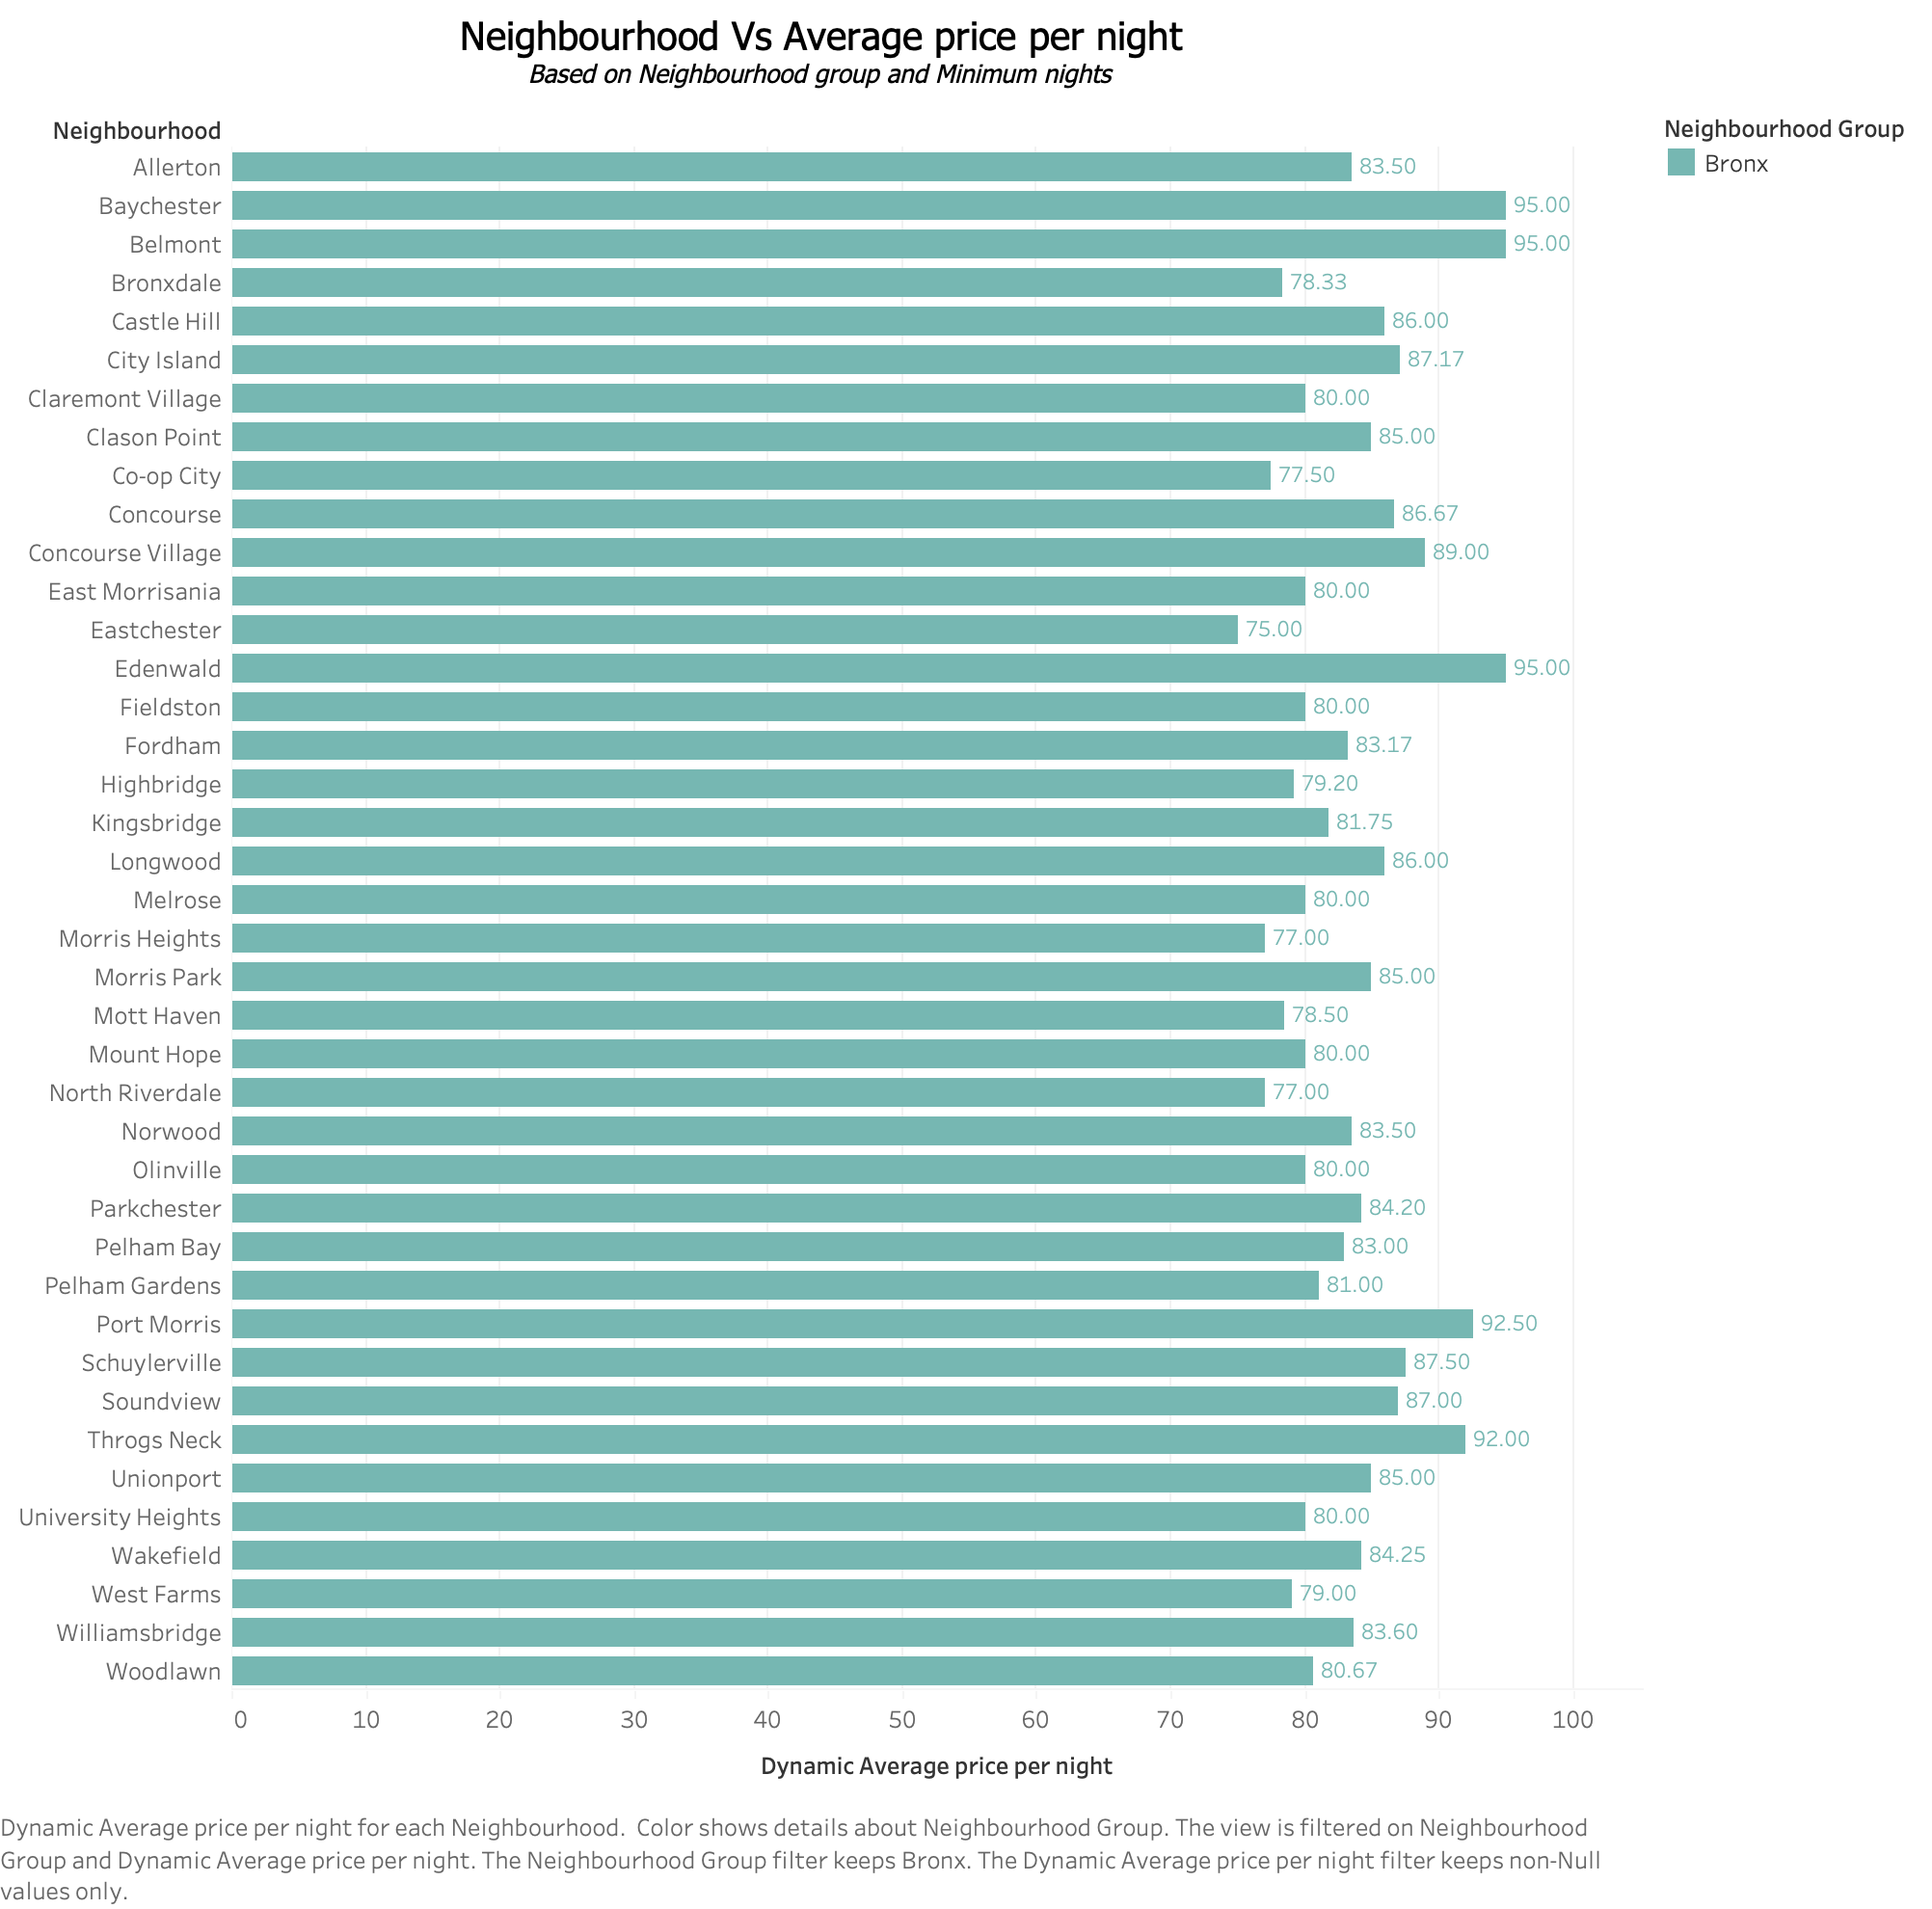 Neighbourhood Vs Average price per night
Based on Neighbourhood group and Minimum nights
Neighbourhood
Neighbourhood Group
Bronx
Allerton 83.50
Baychester 95.00
Belmont 95.00
Bronxdale 78.33
Castle Hill 86.00
City Island 87.17
Claremont Village 80.00
Clason Point 85.00
Co-op City 77.50
Concourse 86.67
Concourse Village 89.00
East Morrisania 80.00
Eastchester 75.00
Edenwald 95.00
Fieldston 80.00
Fordham 83.17
Highbridge 79.20
Kingsbridge 81.75
Longwood 86.00
Melrose 80.00
Morris Heights 77.00
Morris Park 85.00
Mott Haven 78.50
Mount Hope 80.00
North Riverdale 77.00
Norwood 83.50
Olinville 80.00
Parkchester 84.20
Pelham Bay 83.00
Pelham Gardens 81.00
Port Morris 92.50
Schuylerville 87.50
Soundview 87.00
Throgs Neck 92.00
Unionport 85.00
University Heights 80.00
Wakefield 84.25
West Farms 79.00
Williamsbridge 83.60
Woodlawn 80.67
0 10 20 30 40 50 60 70 80 90 100
Dynamic Average price per night
Dynamic Average price per night for each Neighbourhood.  Color shows details about Neighbourhood Group. The view is filtered on Neighbourhood
Group and Dynamic Average price per night. The Neighbourhood Group filter keeps Bronx. The Dynamic Average price per night filter keeps non-Null
values only.